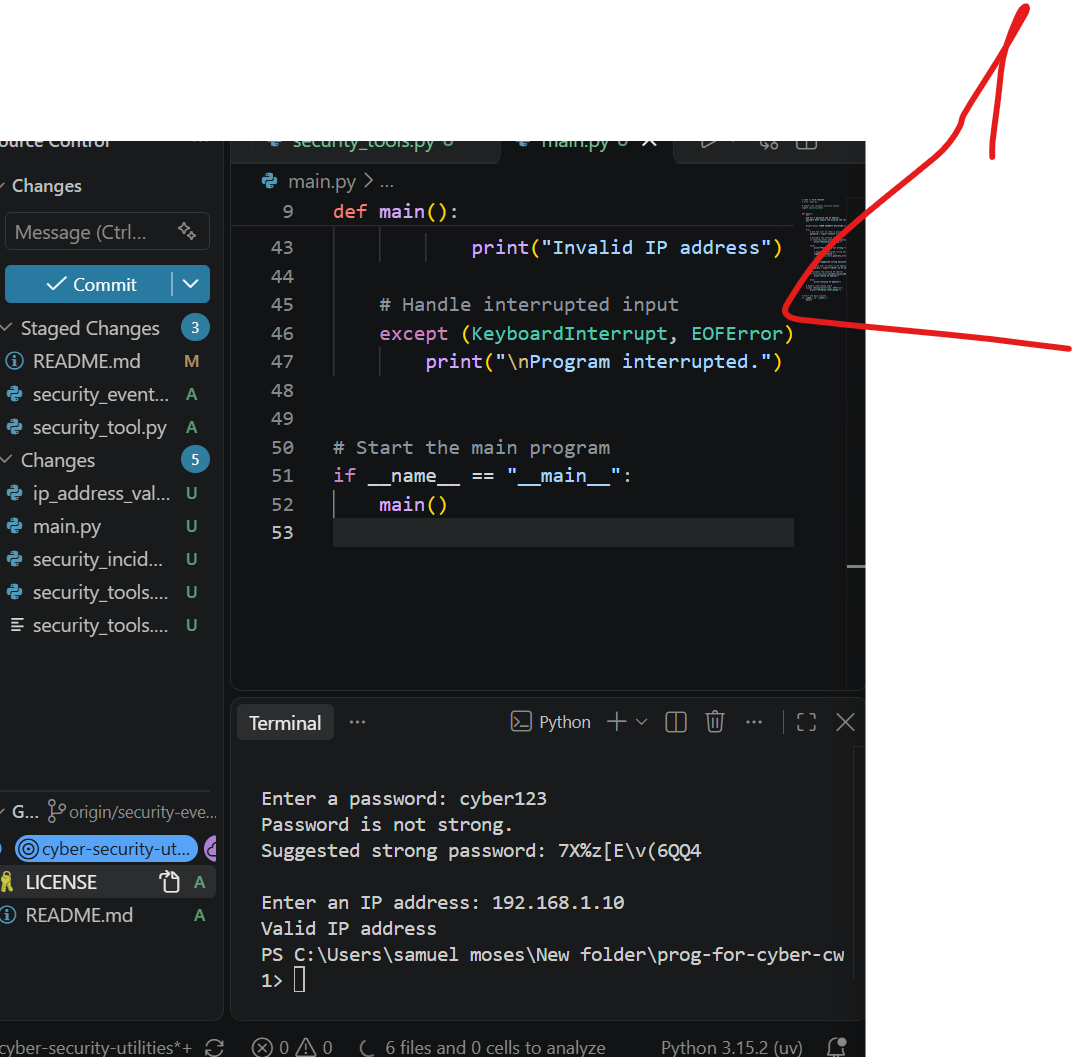 Source Control
security_tools.py U
main.py U
Changes
main.py > ...
Message (Ctrl...
9 def main():
43 print("Invalid IP address")
44
Commit
45 # Handle interrupted input
Staged Changes 3
46 except (KeyboardInterrupt, EOFError)
README.md M
47 print("\nProgram interrupted.")
48
security_event... A
49
security_tool.py A
50 # Start the main program
Changes 5
51 if __name__ == "__main__":
ip_address_val... U
52 main()
main.py U
53
security_incid... U
security_tools.... U
security_tools.... U
Terminal ...
Python
Enter a password: cyber123
Password is not strong.
Suggested strong password: 7X%z[E\v(6QQ4
G... origin/security-eve...
cyber-security-ut...
LICENSE A
Enter an IP address: 192.168.1.10
README.md A
Valid IP address
PS C:\Users\samuel moses\New folder\prog-for-cyber-cw
1>
cyber-security-utilities*+ 0 0 6 files and 0 cells to analyze Python 3.15.2 (uv)